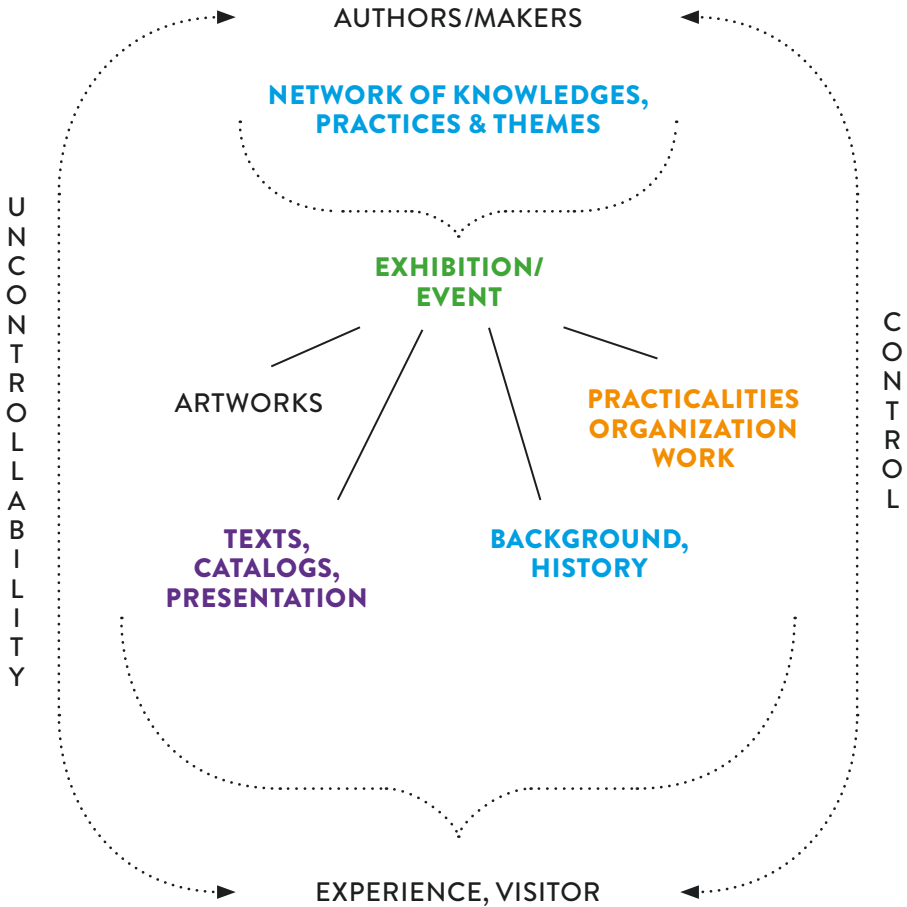 AUTHORS/MAKERS
NETWORK OF KNOWLEDGES,
PRACTICES & THEMES
UNCONTROLLABILITY
EXHIBITION/
EVENT
CONTROL
ARTWORKS
PRACTICALITIES
ORGANIZATION
WORK
TEXTS,
CATALOGS,
PRESENTATION
BACKGROUND,
HISTORY
EXPERIENCE, VISITOR